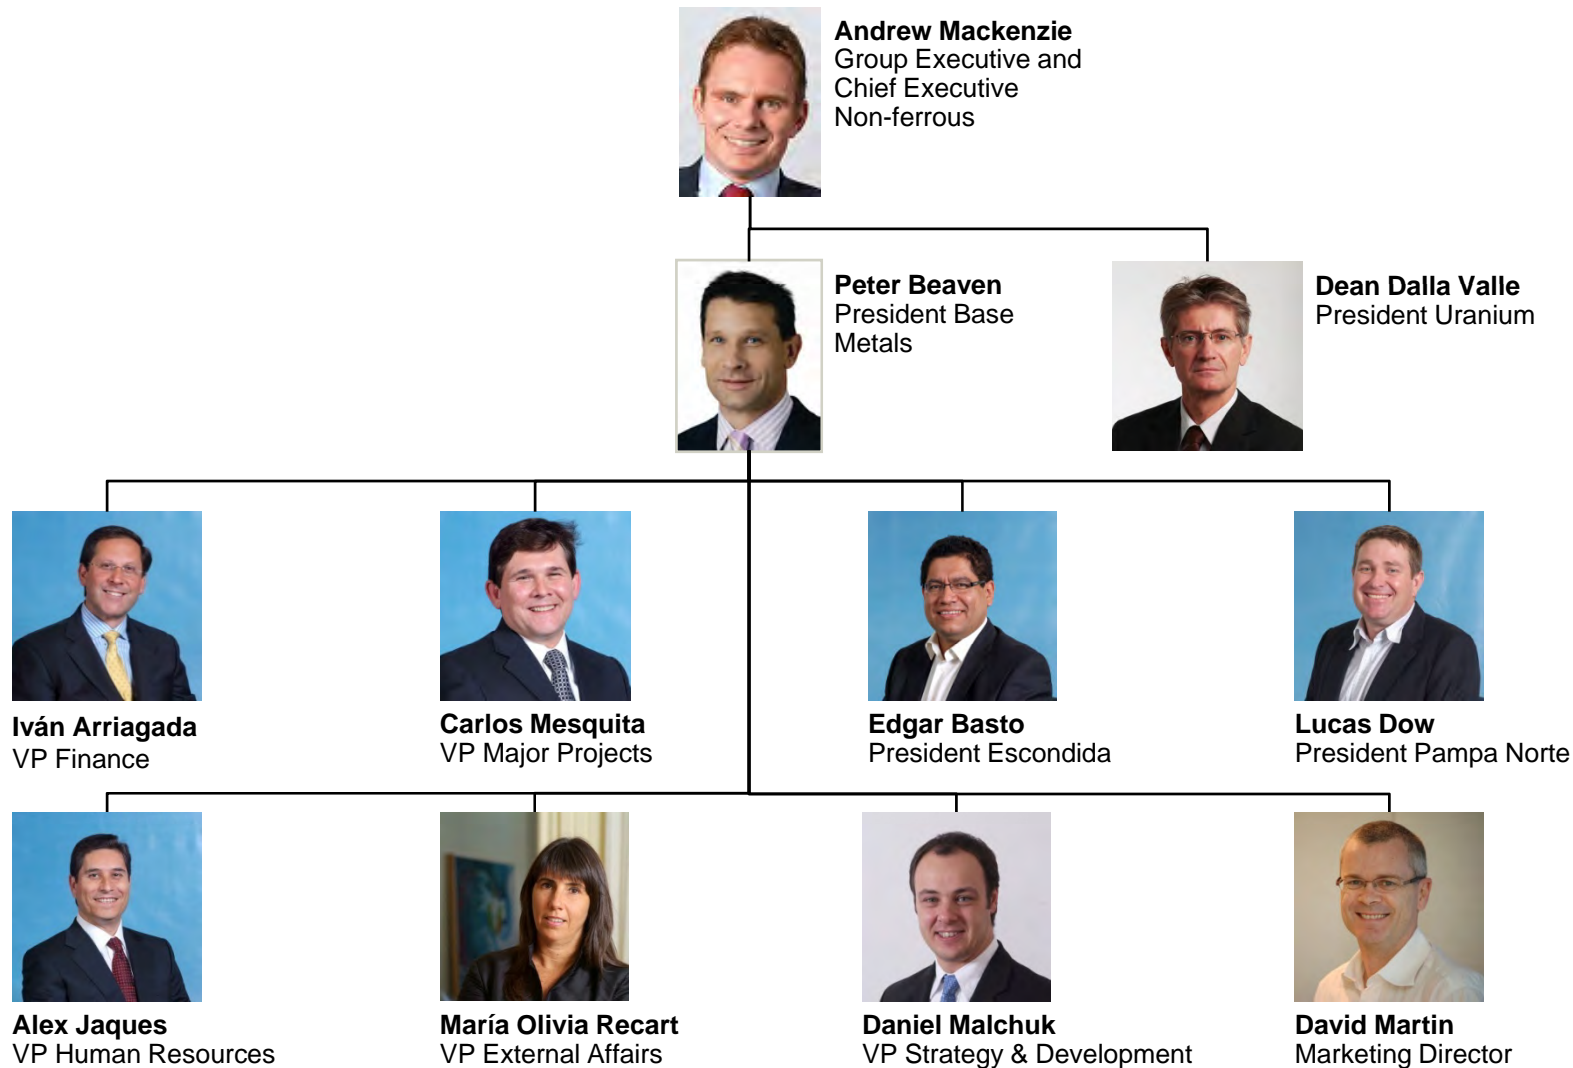 Andrew Mackenzie
Group Executive and
Chief Executive
Non-ferrous
Peter Beaven
President Base
Metals
Dean Dalla Valle
President Uranium
Iván Arriagada
VP Finance
Carlos Mesquita
VP Major Projects
Edgar Basto
President Escondida
Lucas Dow
President Pampa Norte
Alex Jaques
VP Human Resources
María Olivia Recart
VP External Affairs
Daniel Malchuk
VP Strategy & Development
David Martin
Marketing Director